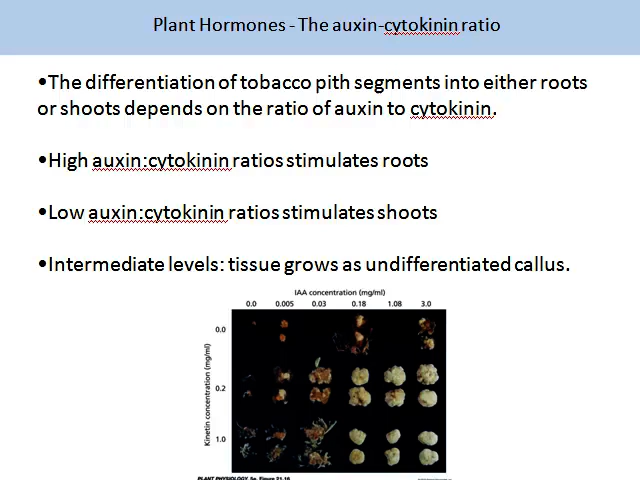 Plant Hormones - The auxin-cytokinin ratio
•The differentiation of tobacco pith segments into either roots
or shoots depends on the ratio of auxin to cytokinin.
•High auxin:cytokinin ratios stimulates roots
•Low auxin:cytokinin ratios stimulates shoots
•Intermediate levels: tissue grows as undifferentiated callus.
IAA concentration (mg/ml)
0.0 0.005 0.03 0.18 1.08 3.0
Kinetin concentration (mg/ml)
0.0
0.2
1.0
PLANT PHYSIOLOGY, Figure 21.16